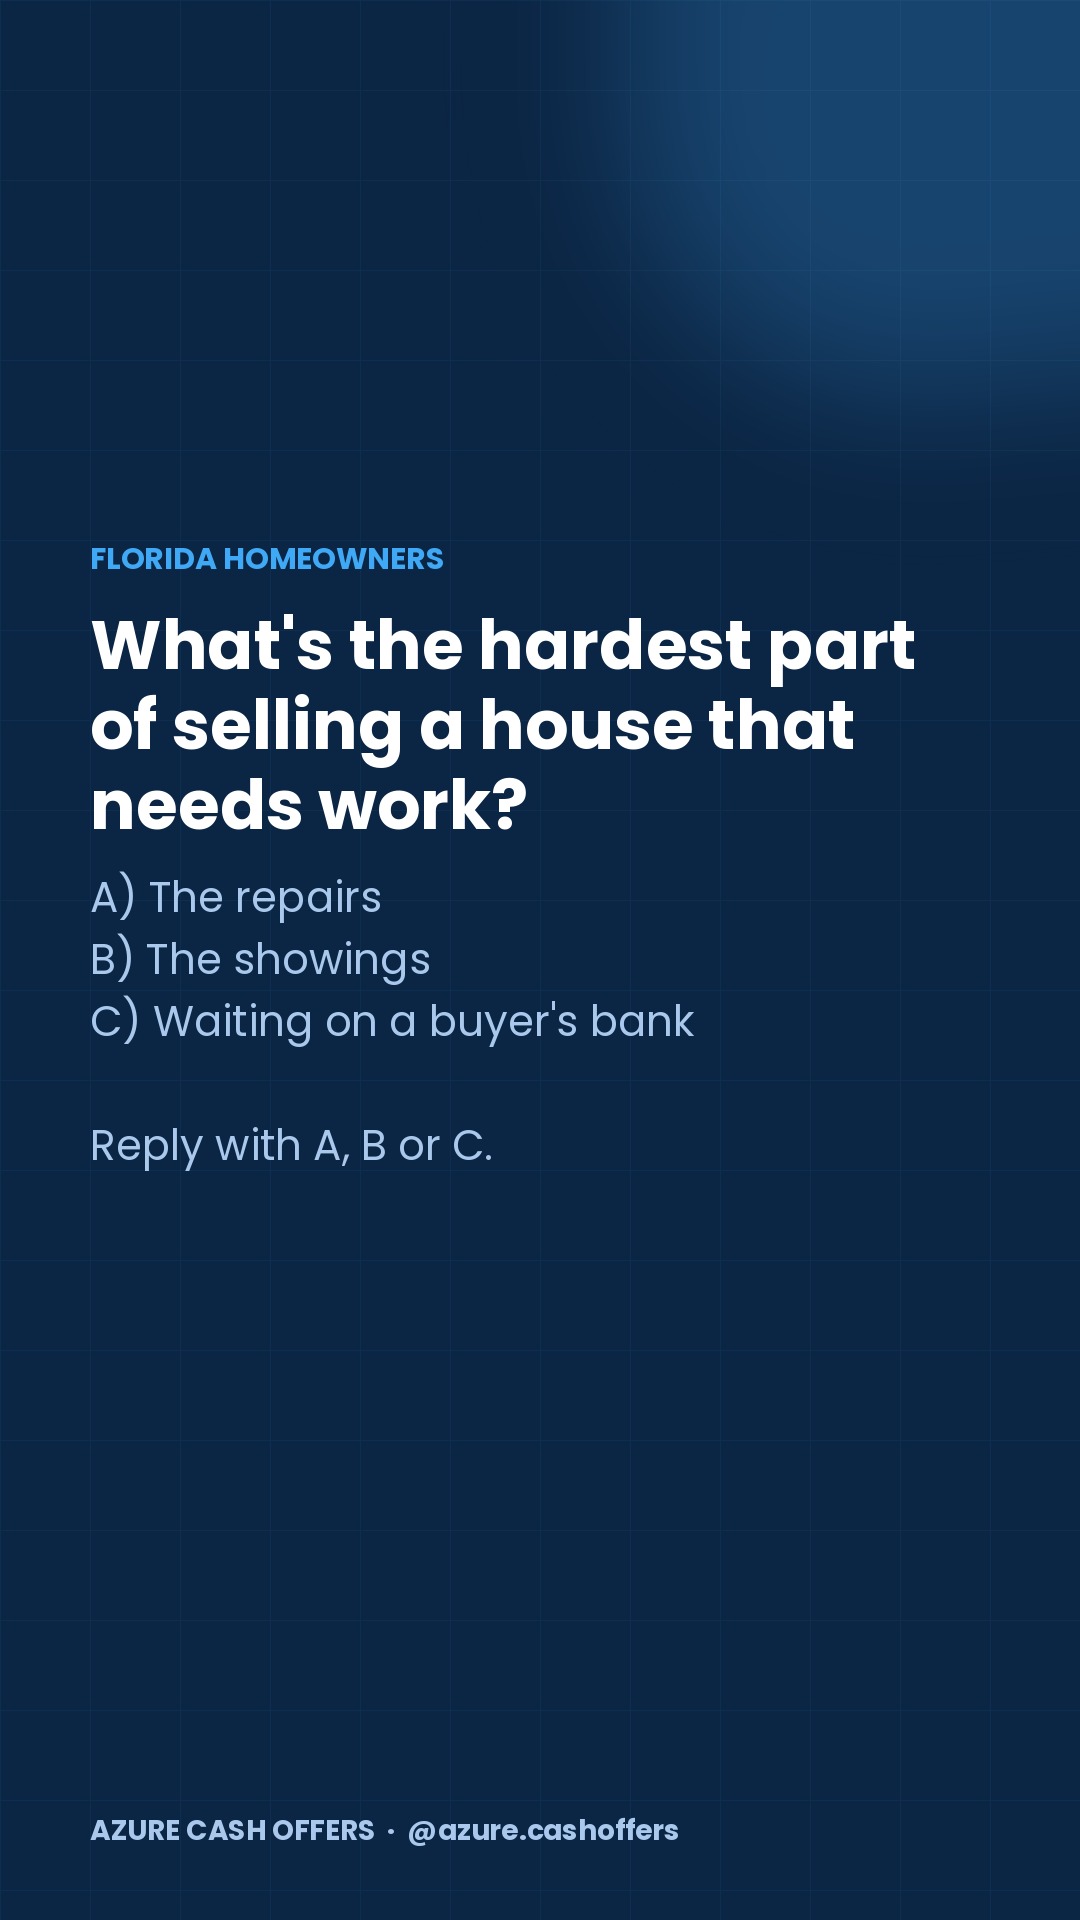 FLORIDA HOMEOWNERS
What's the hardest part
of selling a house that
needs work?
A) The repairs
B) The showings
C) Waiting on a buyer's bank
Reply with A, B or C.
AZURE CASH OFFERS · @azure.cashoffers